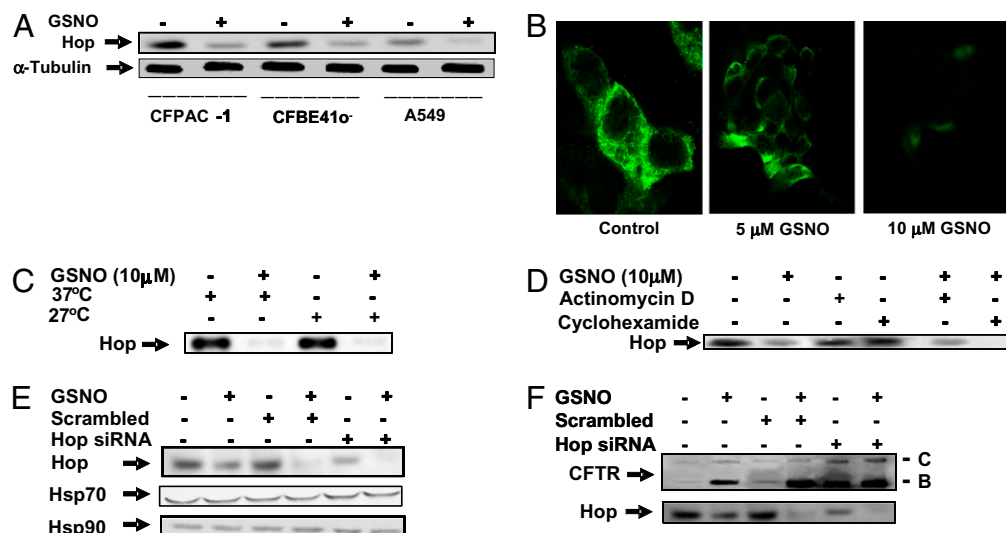 A
GSNO - + - + - +
Hop
α-Tubulin
CFPAC -1 CFBE41o- A549
B
Control 5 µM GSNO 10 µM GSNO
C
GSNO (10µM) - + - +
37ºC + + - -
27ºC - - + +
Hop
D
GSNO (10µM) - + - - + +
Actinomycin D - - + - + -
Cyclohexamide - - - + - +
Hop
E
GSNO - + - + - +
Scrambled - - + + - -
Hop siRNA - - - - + +
Hop
Hsp70
Hsp90
F
GSNO - + - + - +
Scrambled - - + + - -
Hop siRNA - - - - + +
CFTR - C
- B
Hop